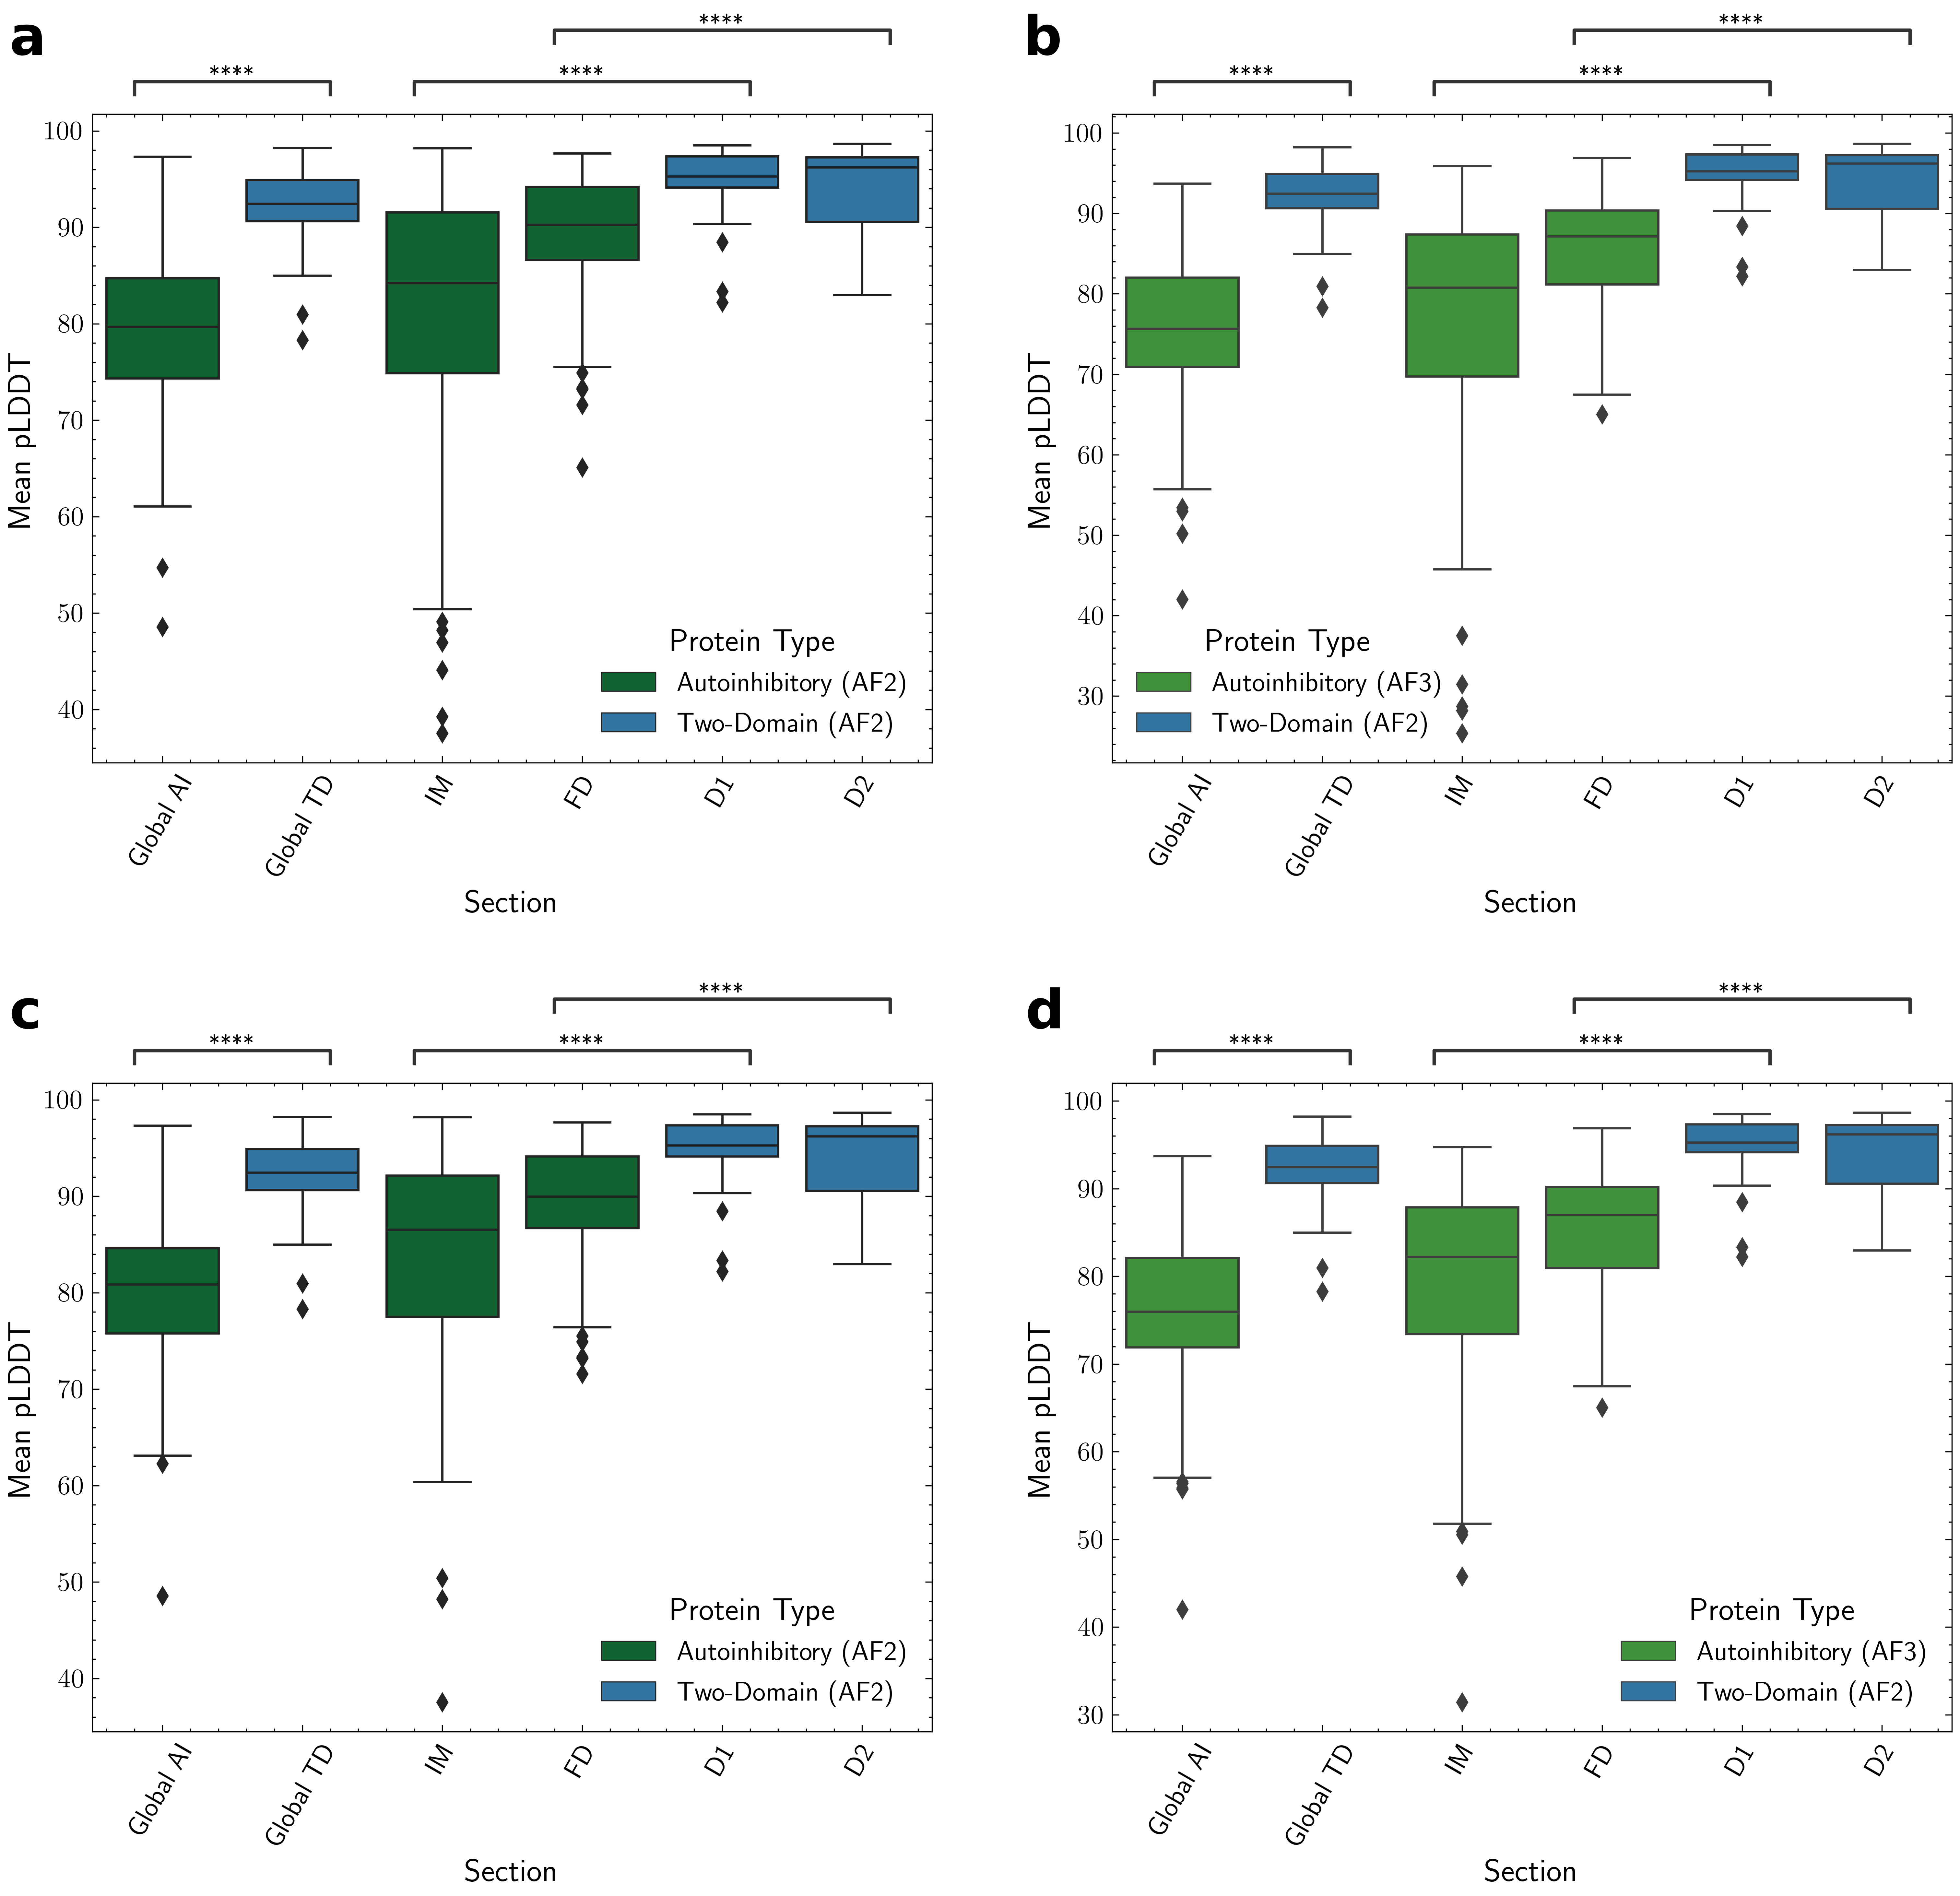 a
****
****
****
100
90
80
70
60
50
40
Mean pLDDT
Protein Type
Autoinhibitory (AF2)
Two-Domain (AF2)
Global AI
Global TD
IM
FD
D1
D2
Section
b
****
****
****
100
90
80
70
60
50
40
30
Mean pLDDT
Protein Type
Autoinhibitory (AF3)
Two-Domain (AF2)
Global AI
Global TD
IM
FD
D1
D2
Section
c
****
****
****
100
90
80
70
60
50
40
Mean pLDDT
Protein Type
Autoinhibitory (AF2)
Two-Domain (AF2)
Global AI
Global TD
IM
FD
D1
D2
Section
d
****
****
****
100
90
80
70
60
50
40
30
Mean pLDDT
Protein Type
Autoinhibitory (AF3)
Two-Domain (AF2)
Global AI
Global TD
IM
FD
D1
D2
Section